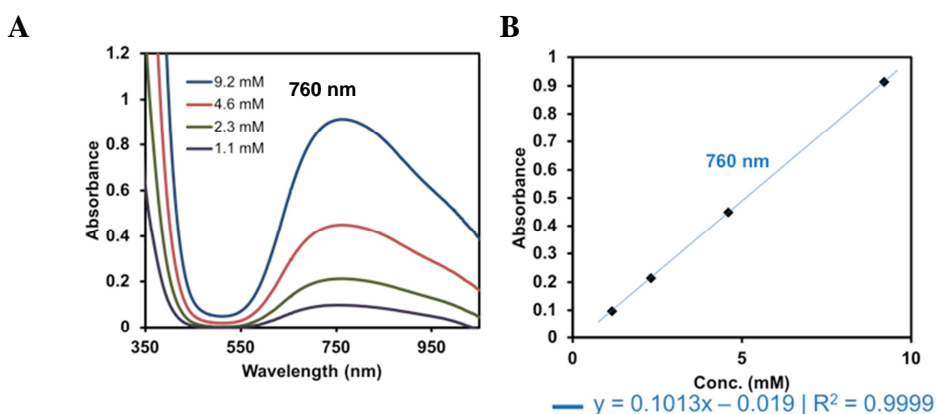 A
Absorbance
1.2
1
0.8
0.6
0.4
0.2
0
350
550
750
950
Wavelength (nm)
9.2 mM
4.6 mM
2.3 mM
1.1 mM
760 nm
B
Absorbance
1
0.9
0.8
0.7
0.6
0.5
0.4
0.3
0.2
0.1
0
0
5
10
760 nm
Conc. (mM)
y = 0.1013x – 0.019 | R² = 0.9999